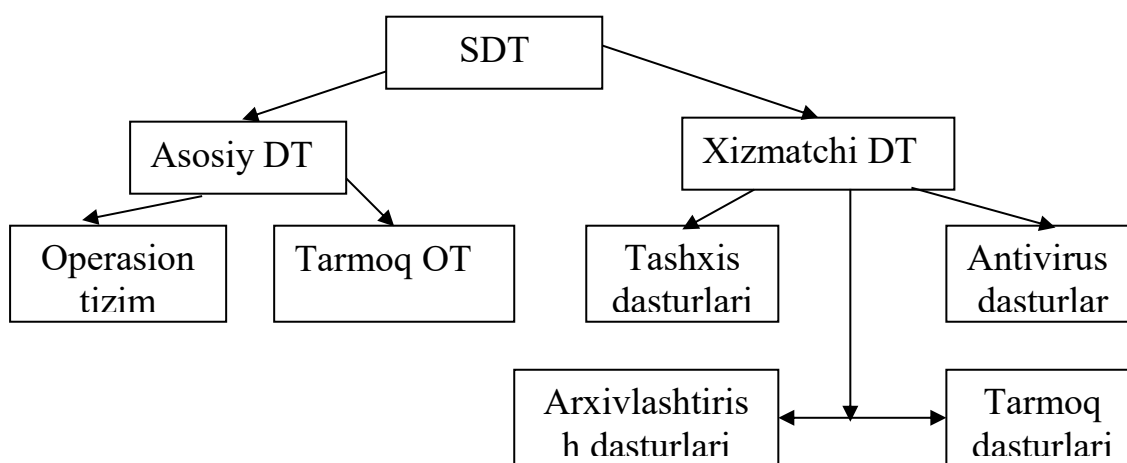 SDT
Asosiy DT
Xizmatchi DT
Operasion
tizim
Tarmoq OT
Tashxis
dasturlari
Antivirus
dasturlar
Arxivlashtiris
h dasturlari
Tarmoq
dasturlari